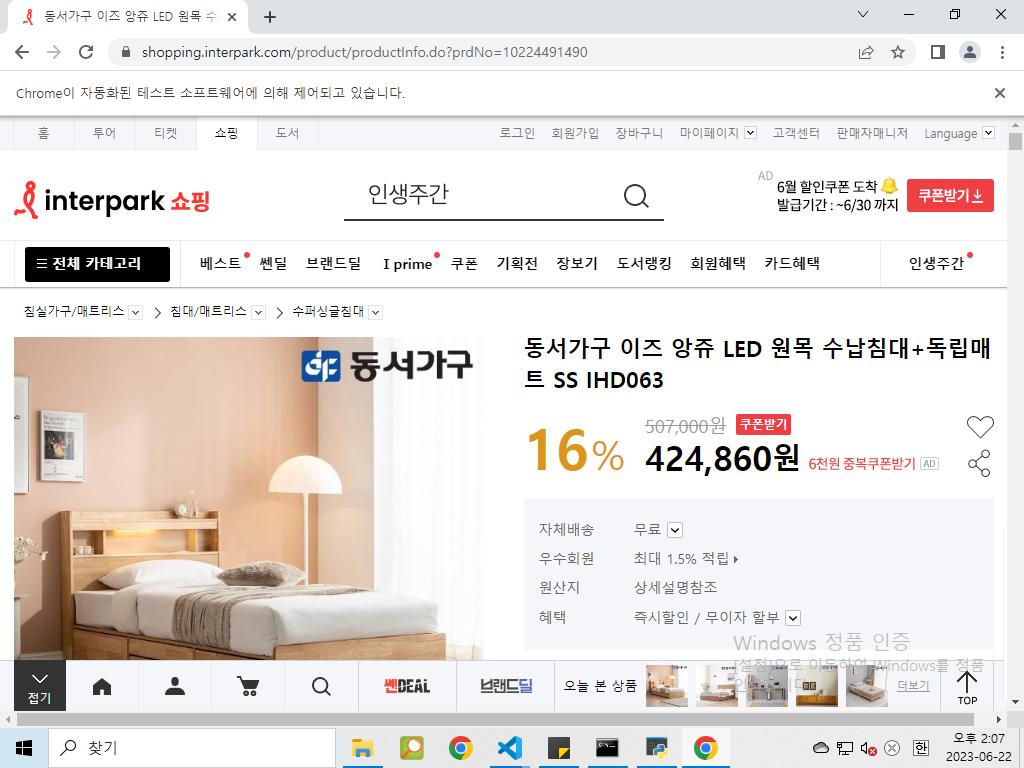 동서가구 이즈 앙쥬 LED 원목 수
shopping.interpark.com/product/productInfo.do?prdNo=10224491490
Chrome이 자동화된 테스트 소프트웨어에 의해 제어되고 있습니다.
홈 투어 티켓 쇼핑 도서 로그인 회원가입 장바구니 마이페이지 고객센터 판매자매니저 Language
interpark 쇼핑 인생주간
AD 6월 할인쿠폰 도착
발급기간 : ~6/30 까지 쿠폰받기
전체 카테고리 베스트 쎈딜 브랜드딜 I prime 쿠폰 기획전 장보기 도서랭킹 회원혜택 카드혜택 인생주간
침실가구/매트리스 침대/매트리스 수퍼싱글침대
동서가구
동서가구 이즈 앙쥬 LED 원목 수납침대+독립매
트 SS IHD063
507,000원 쿠폰받기
16% 424,860원 6천원 중복쿠폰받기 AD
자체배송 무료
우수회원 최대 1.5% 적립
원산지 상세설명참조
혜택 즉시할인 / 무이자 할부
Windows 정품 인증
[설정]으로 이동하여 Windows를 정품
접기 쎈DEAL 브랜드딜 오늘 본 상품 더보기 TOP
찾기 한 오후 2:07
2023-06-22